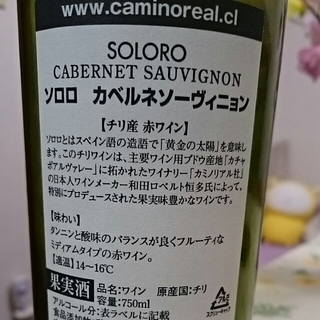 www.caminoreal.cl
SOLORO
CABERNET SAUVIGNON
ソロロ カベルネソーヴィニョン
【チリ産 赤ワイン】
ソロロとはスペイン語の造語で「黄金の太陽」を意味し
ます。このチリワインは、主要ワイン用ブドウ産地「カチャ
ポアルヴァレー」に拓かれたワイナリー「カミノリアル社」
の日本人ワインメーカー和田ロベルト恒多氏によって、
特別にプロデュースされた果実味豊かなワインです。
【味わい】
タンニンと酸味のバランスが良くフルーティな
ミディアムタイプの赤ワイン。
【適温】14~16℃
果実酒
品名:ワイン 原産国:チリ
容量:750ml
アルコール分:表ラベルに記載
スクリューキャップ